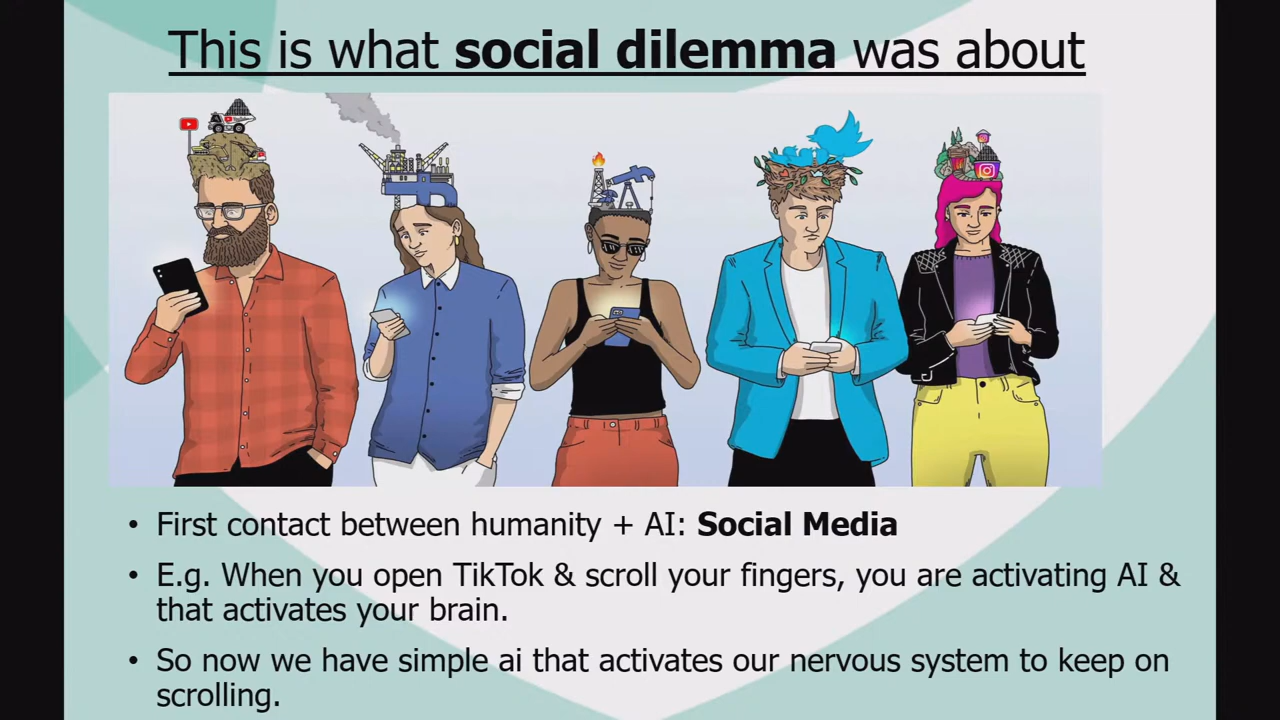 This is what social dilemma was about
• First contact between humanity + AI: Social Media
• E.g. When you open TikTok & scroll your fingers, you are activating AI &
that activates your brain.
• So now we have simple ai that activates our nervous system to keep on
scrolling.